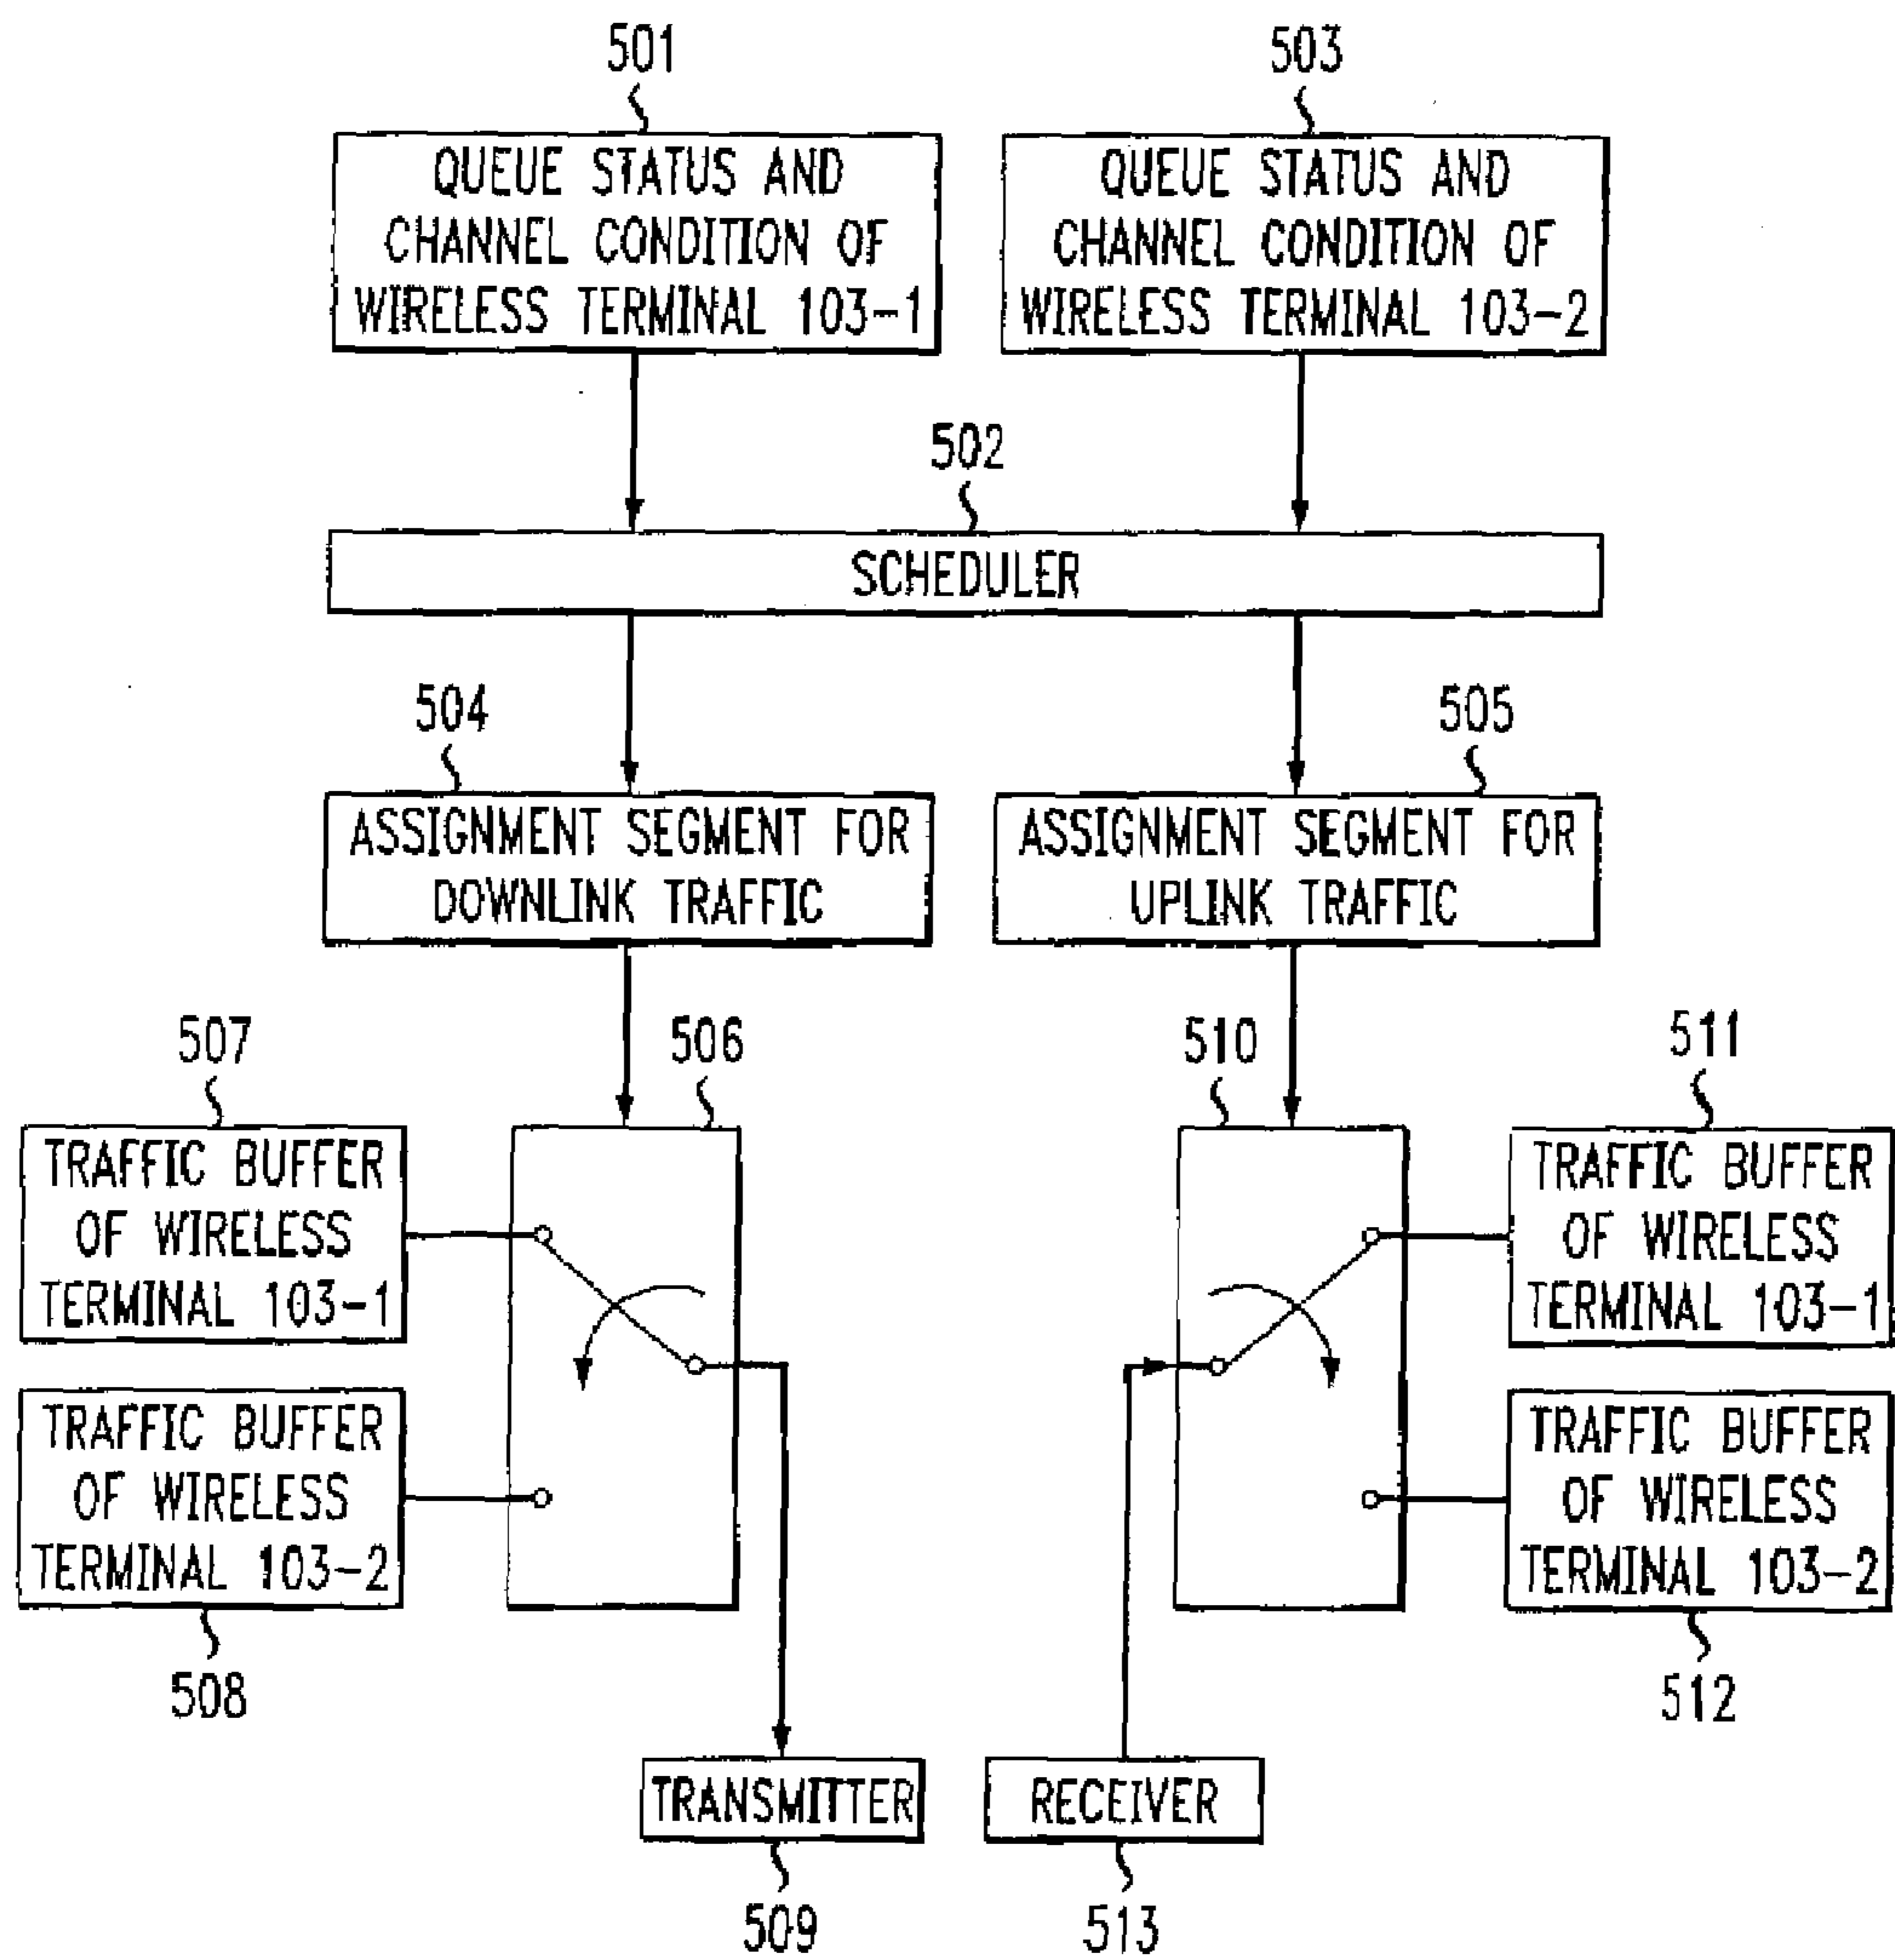 501
503
QUEUE STATUS AND
CHANNEL CONDITION OF
WIRELESS TERMINAL 103-1
QUEUE STATUS AND
CHANNEL CONDITION OF
WIRELESS TERMINAL 103-2
502
SCHEDULER
504
505
ASSIGNMENT SEGMENT FOR
DOWNLINK TRAFFIC
ASSIGNMENT SEGMENT FOR
UPLINK TRAFFIC
507
506
510
511
TRAFFIC BUFFER
OF WIRELESS
TERMINAL 103-1
TRAFFIC BUFFER
OF WIRELESS
TERMINAL 103-1
TRAFFIC BUFFER
OF WIRELESS
TERMINAL 103-2
TRAFFIC BUFFER
OF WIRELESS
TERMINAL 103-2
508
512
TRANSMITTER
RECEIVER
509
513